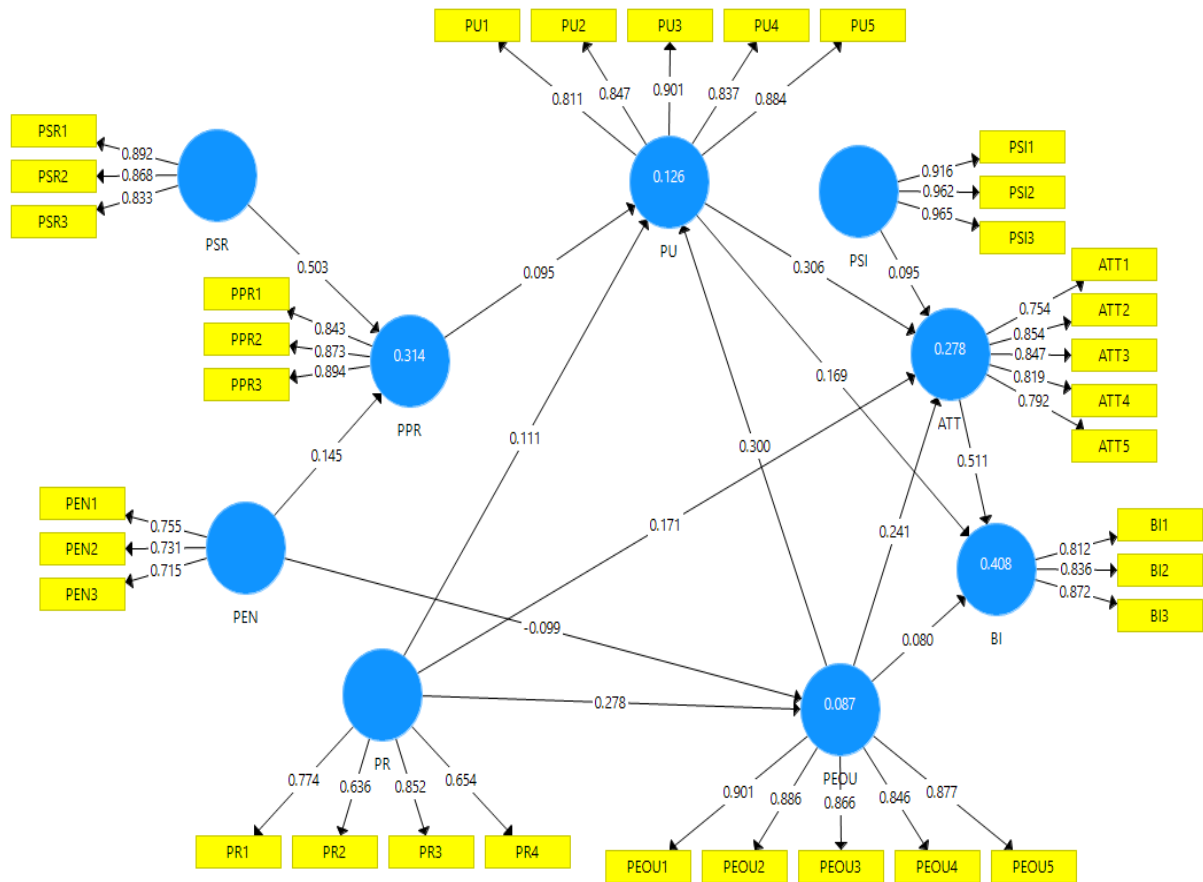 PU1 PU2 PU3 PU4 PU5
0.811 0.847 0.901 0.837 0.884
0.126
PU
PSR1
PSR2
PSR3
0.892
0.868
0.833
PSR
PSI1
PSI2
PSI3
0.916
0.962
0.965
PSI
0.503
0.095
0.306
0.095
PPR1
PPR2
PPR3
0.843
0.873
0.894
0.314
PPR
ATT1
ATT2
ATT3
ATT4
ATT5
0.754
0.854
0.847
0.819
0.792
0.278
ATT
0.169
0.111
0.300
0.145
0.511
0.171
0.241
PEN1
PEN2
PEN3
0.755
0.731
0.715
PEN
BI1
BI2
BI3
0.812
0.836
0.872
0.408
BI
-0.099
0.080
0.278
PR
0.774 0.636 0.852 0.654
PR1 PR2 PR3 PR4
0.087
PEOU
0.901 0.886 0.866 0.846 0.877
PEOU1 PEOU2 PEOU3 PEOU4 PEOU5